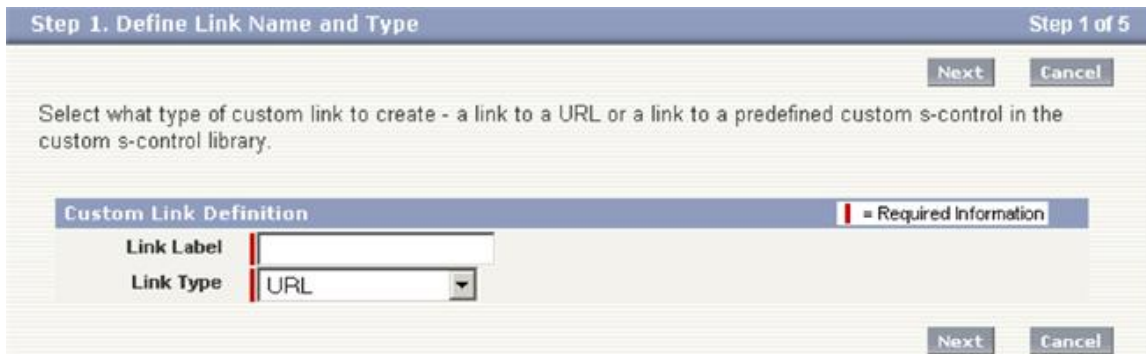 Step 1. Define Link Name and Type Step 1 of 5
Next Cancel
Select what type of custom link to create - a link to a URL or a link to a predefined custom s-control in the
custom s-control library.
Custom Link Definition = Required Information
Link Label
Link Type URL
Next Cancel